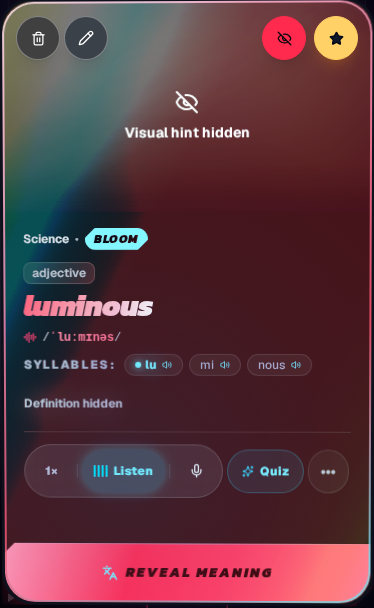 Visual hint hidden
Science • BLOOM
adjective
luminous
/ˈluːmɪnəs/
SYLLABLES: lu mi nous
Definition hidden
1× Listen Quiz
REVEAL MEANING